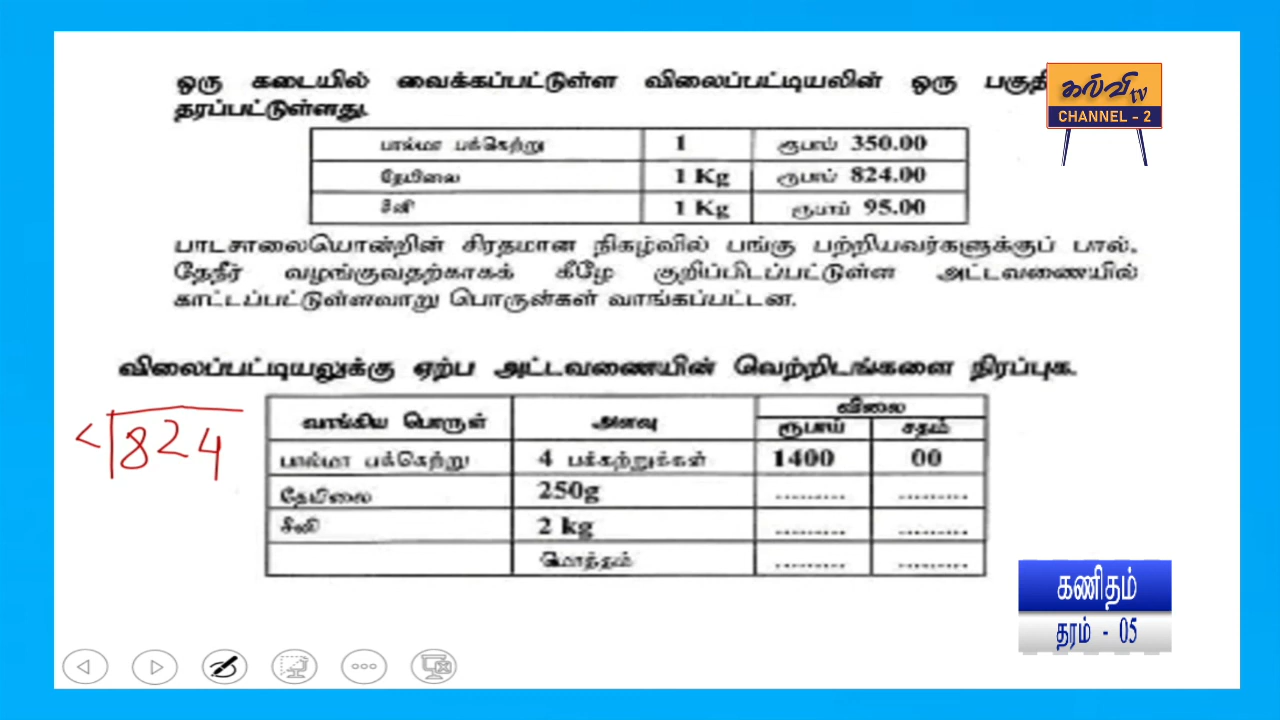 ஒரு கடையில் வைக்கப்பட்டுள்ள விலைப்பட்டியலின் ஒரு பகுதி
தரப்பட்டுள்ளது.
கல்வி tv
CHANNEL - 2
பால்மா பக்கெற்று 1 ரூபாய் 350.00
தேயிலை 1 Kg ரூபாய் 824.00
சீனி 1 Kg ரூபாய் 95.00
பாடசாலையொன்றின் சிரதமான நிகழ்வில் பங்கு பற்றியவர்களுக்குப் பால்,
தேநீர் வழங்குவதற்காகக் கீழே குறிப்பிடப்பட்டுள்ள அட்டவணையில்
காட்டப்பட்டுள்ளவாறு பொருள்கள் வாங்கப்பட்டன.
விலைப்பட்டியலுக்கு ஏற்ப அட்டவணையின் வெற்றிடங்களை நிரப்புக.
824
வாங்கிய பொருள் அளவு விலை
ரூபாய் சதம்
பால்மா பக்கெற்று 4 பக்கற்றுக்கள் 1400 00
தேயிலை 250g ......... .........
சீனி 2 kg ......... .........
மொத்தம் ......... .........
கணிதம்
தரம் - 05